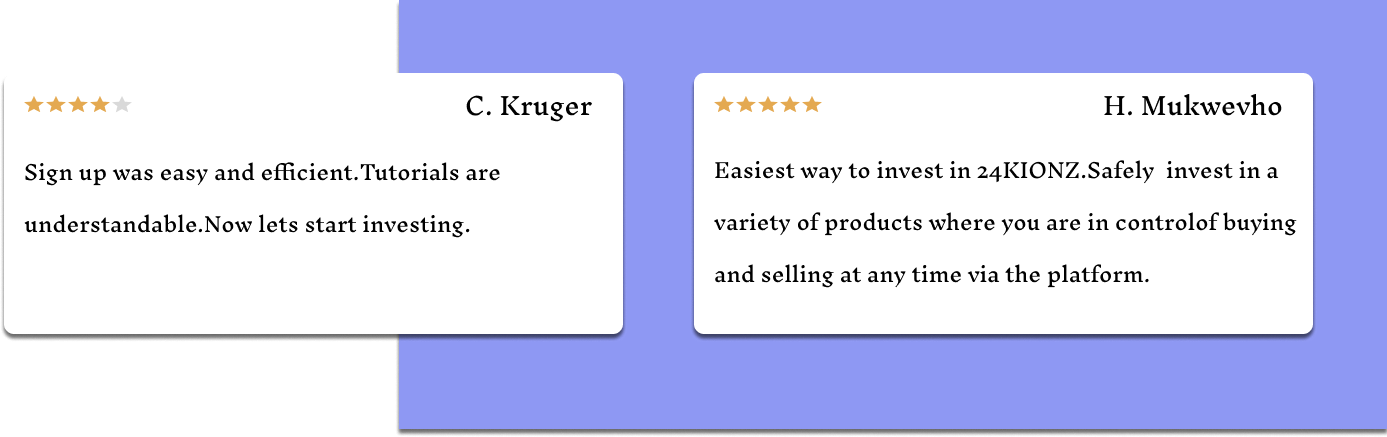 C. Kruger
Sign up was easy and efficient.Tutorials are
understandable.Now lets start investing.
H. Mukwevho
Easiest way to invest in 24KIONZ.Safely  invest in a
variety of products where you are in controlof buying
and selling at any time via the platform.